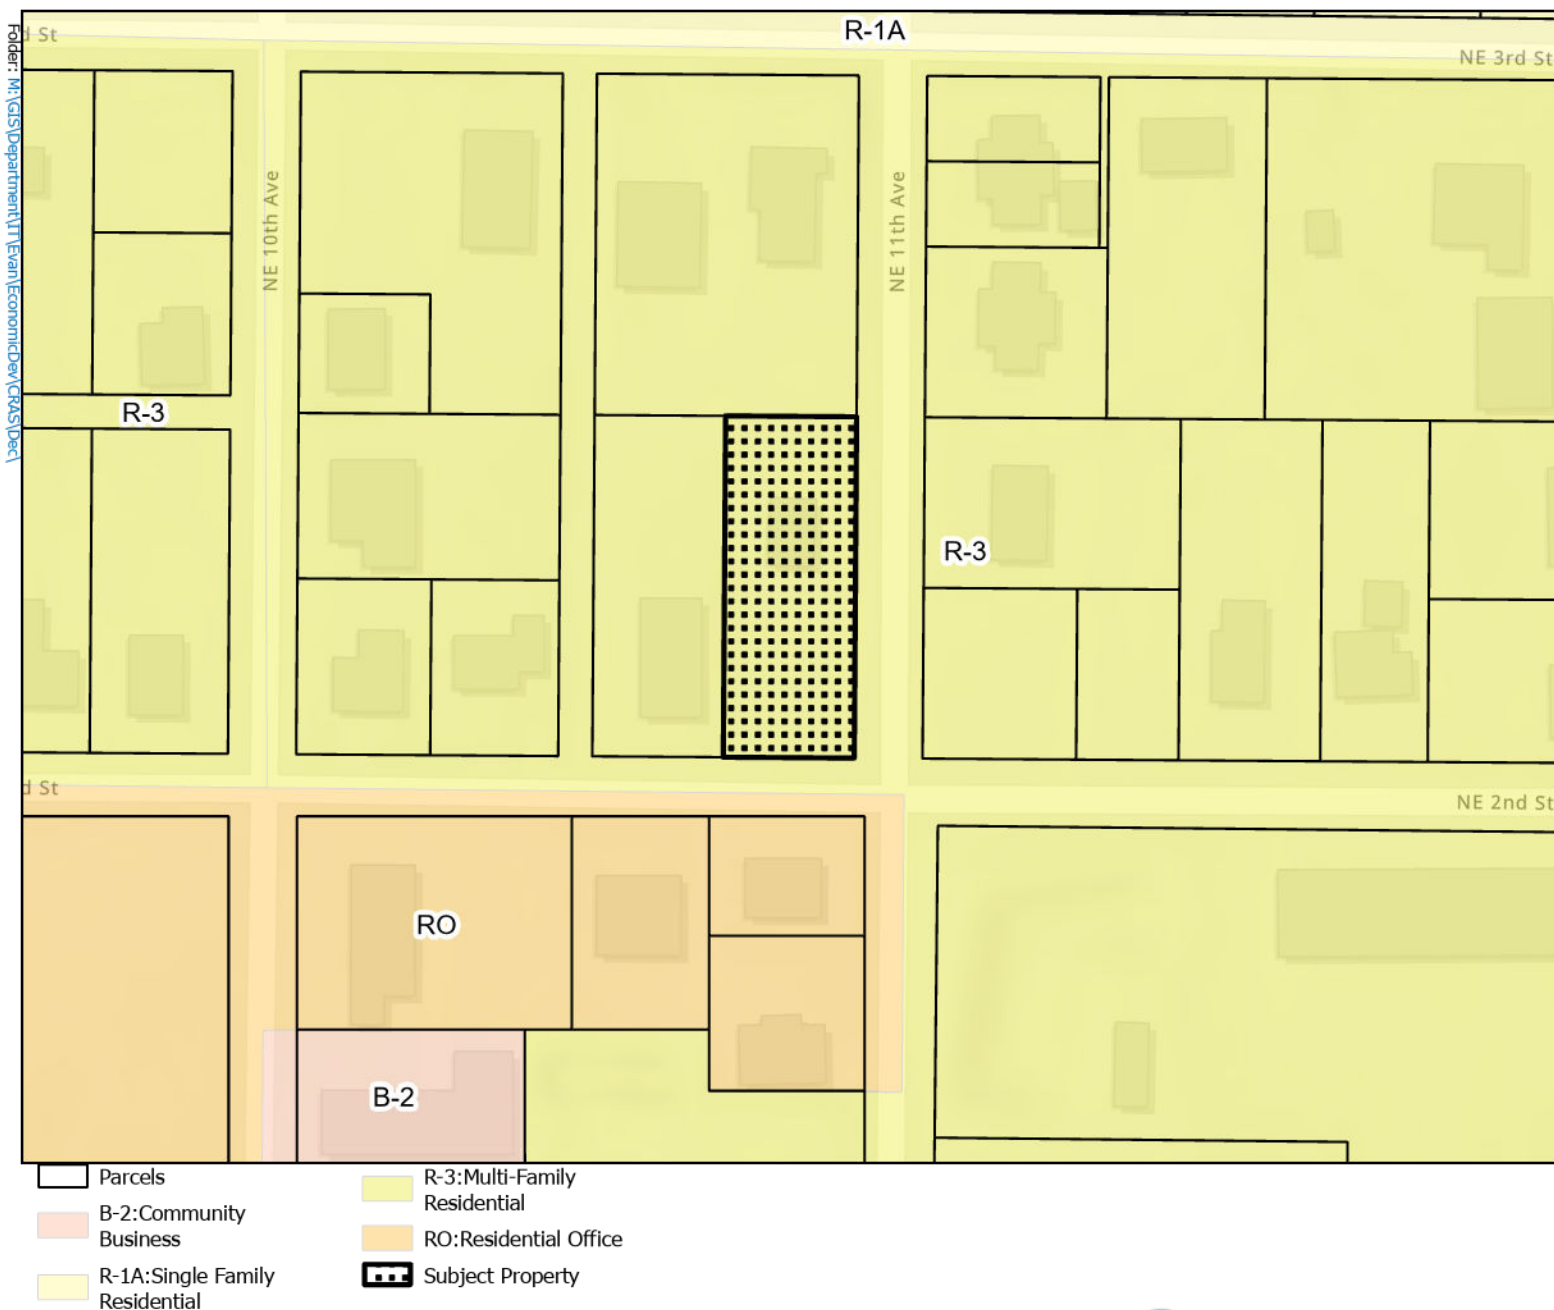 Folder: M:\GIS\Department\IT\Evan\EconomicDev\CRAS\Dec\
d St
R-1A
NE 3rd St
NE 10th Ave
NE 11th Ave
R-3
R-3
d St
NE 2nd St
RO
B-2
Parcels
B-2:Community
Business
R-1A:Single Family
Residential
R-3:Multi-Family
Residential
RO:Residential Office
Subject Property